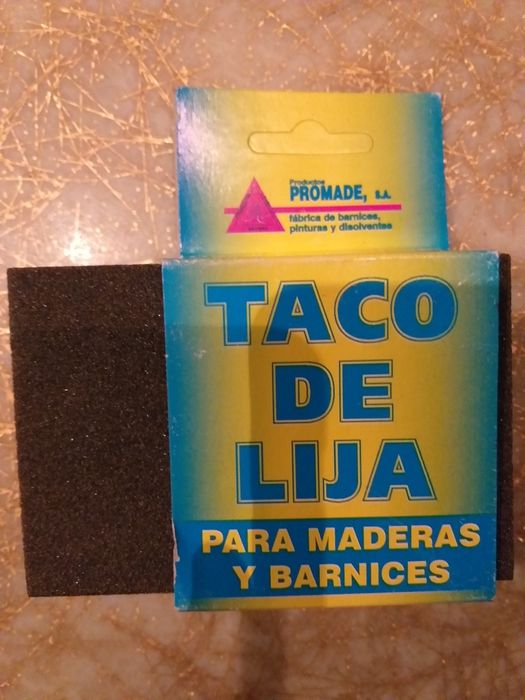 Productos
PROMADE, S.A.
fábrica de barnices,
pinturas y disolventes
TACO
DE
LIJA
PARA MADERAS
Y BARNICES